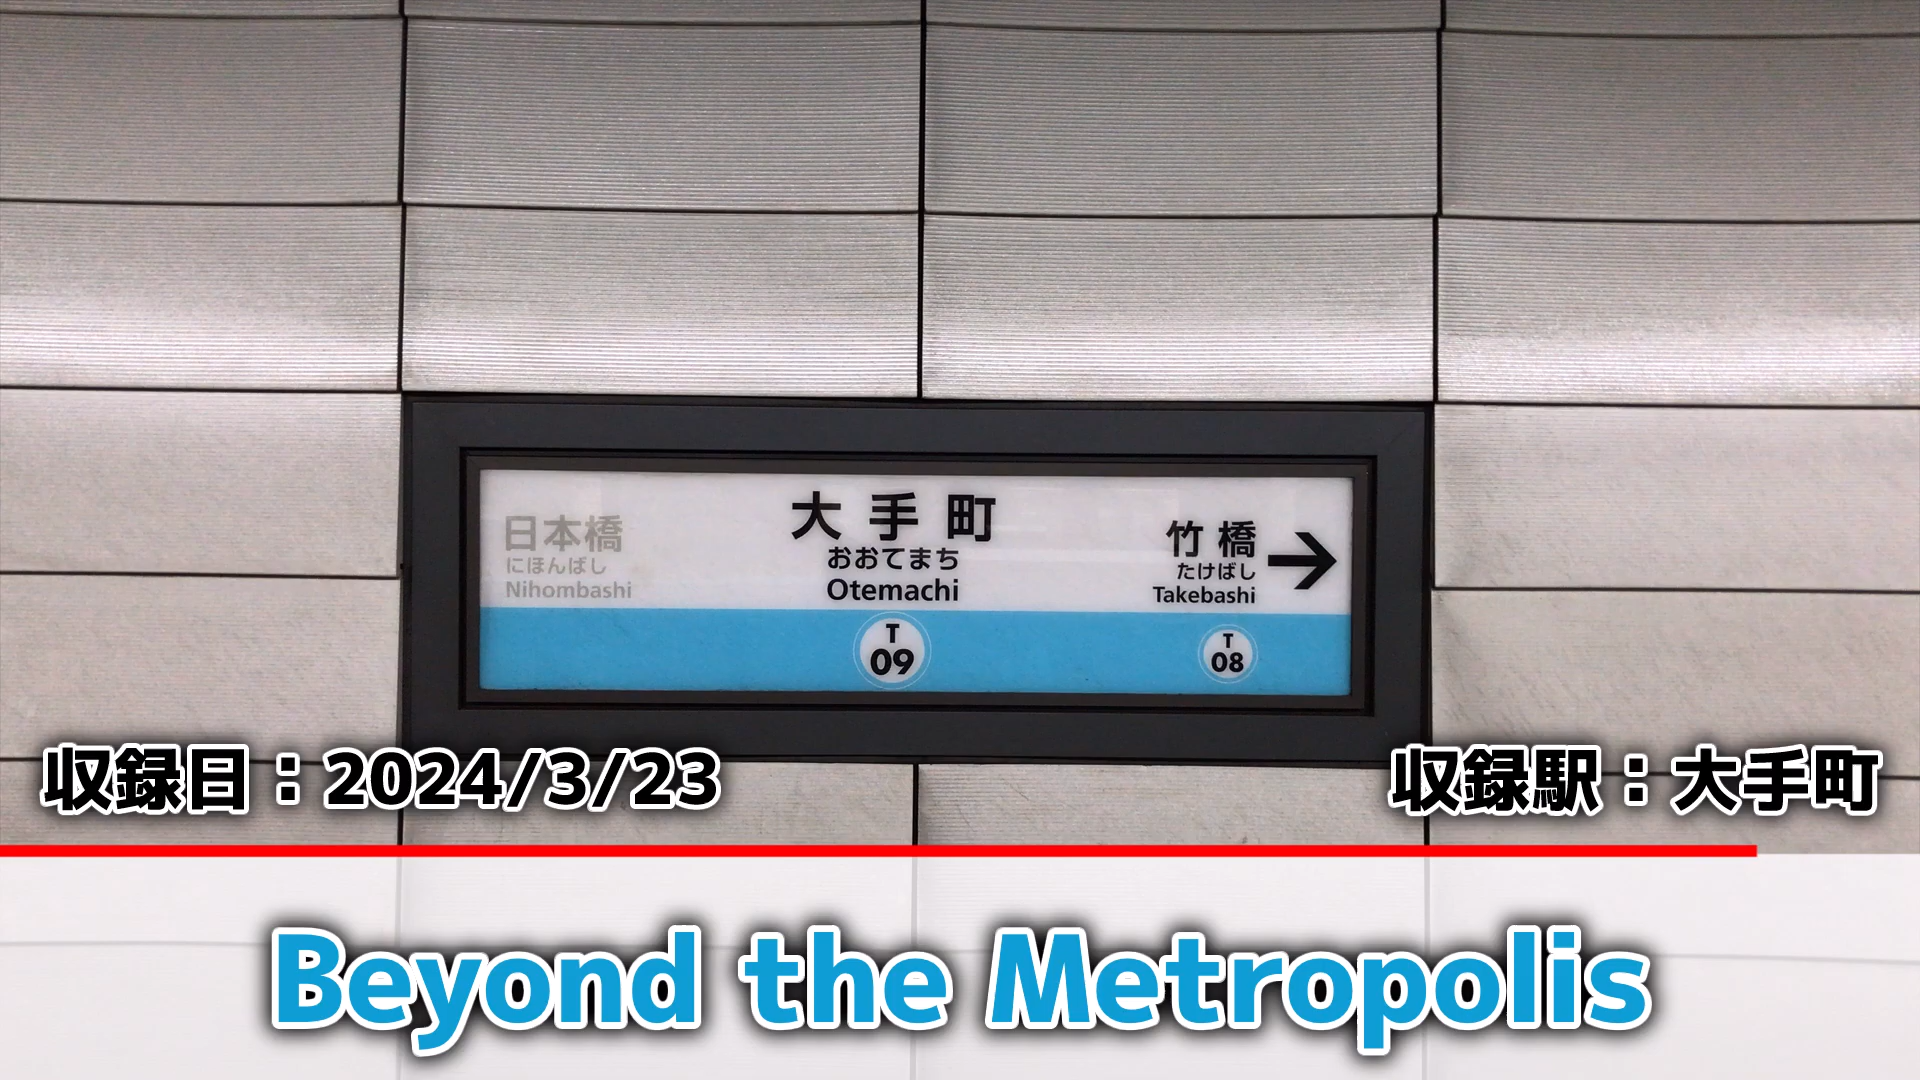 日本橋
にほんばし
Nihombashi
大手町
おおてまち
Otemachi
竹橋
たけばし
Takebashi
T
09
T
08
収録日：2024/3/23
収録駅：大手町
Beyond the Metropolis